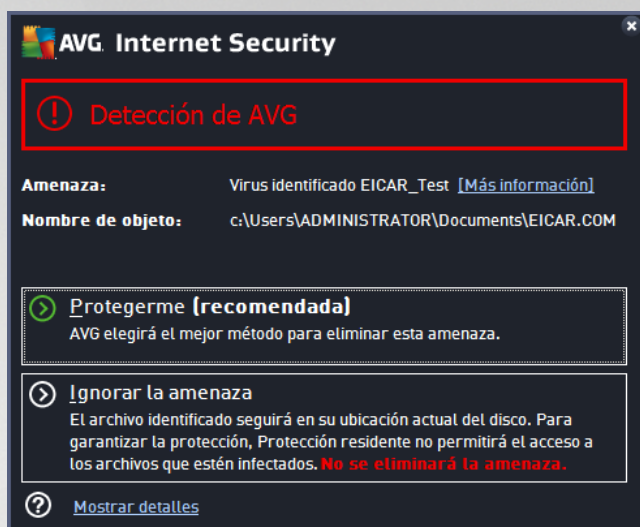 AVG Internet Security
Detección de AVG
Amenaza: Virus identificado EICAR_Test [Más información]
Nombre de objeto: c:\Users\ADMINISTRATOR\Documents\EICAR.COM
Protegerme (recomendada)
AVG elegirá el mejor método para eliminar esta amenaza.
Ignorar la amenaza
El archivo identificado seguirá en su ubicación actual del disco. Para
garantizar la protección, Protección residente no permitirá el acceso a
los archivos que estén infectados. No se eliminará la amenaza.
Mostrar detalles